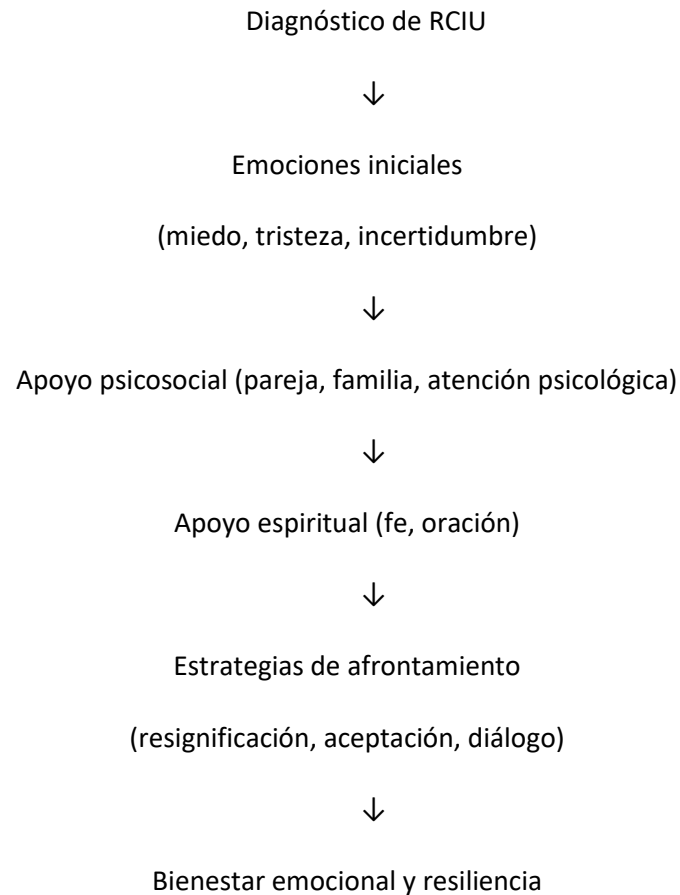 Diagnóstico de RCIU
↓
Emociones iniciales
(miedo, tristeza, incertidumbre)
↓
Apoyo psicosocial (pareja, familia, atención psicológica)
↓
Apoyo espiritual (fe, oración)
↓
Estrategias de afrontamiento
(resignificación, aceptación, diálogo)
↓
Bienestar emocional y resiliencia